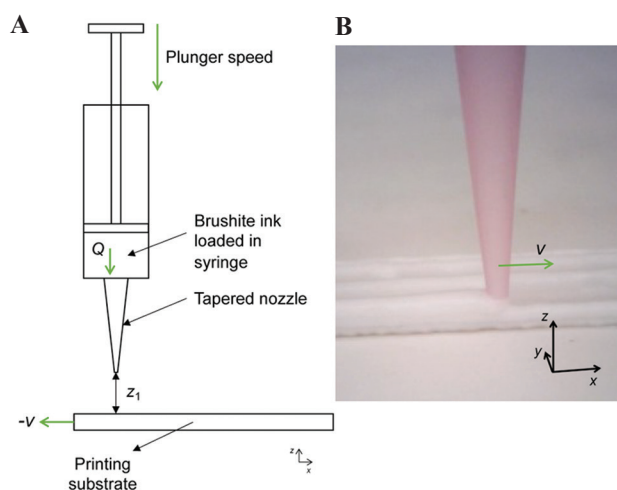 A
Plunger speed
Q
Brushite ink
loaded in
syringe
Tapered nozzle
z1
-v
Printing
substrate
z
x
B
v
z
y
x